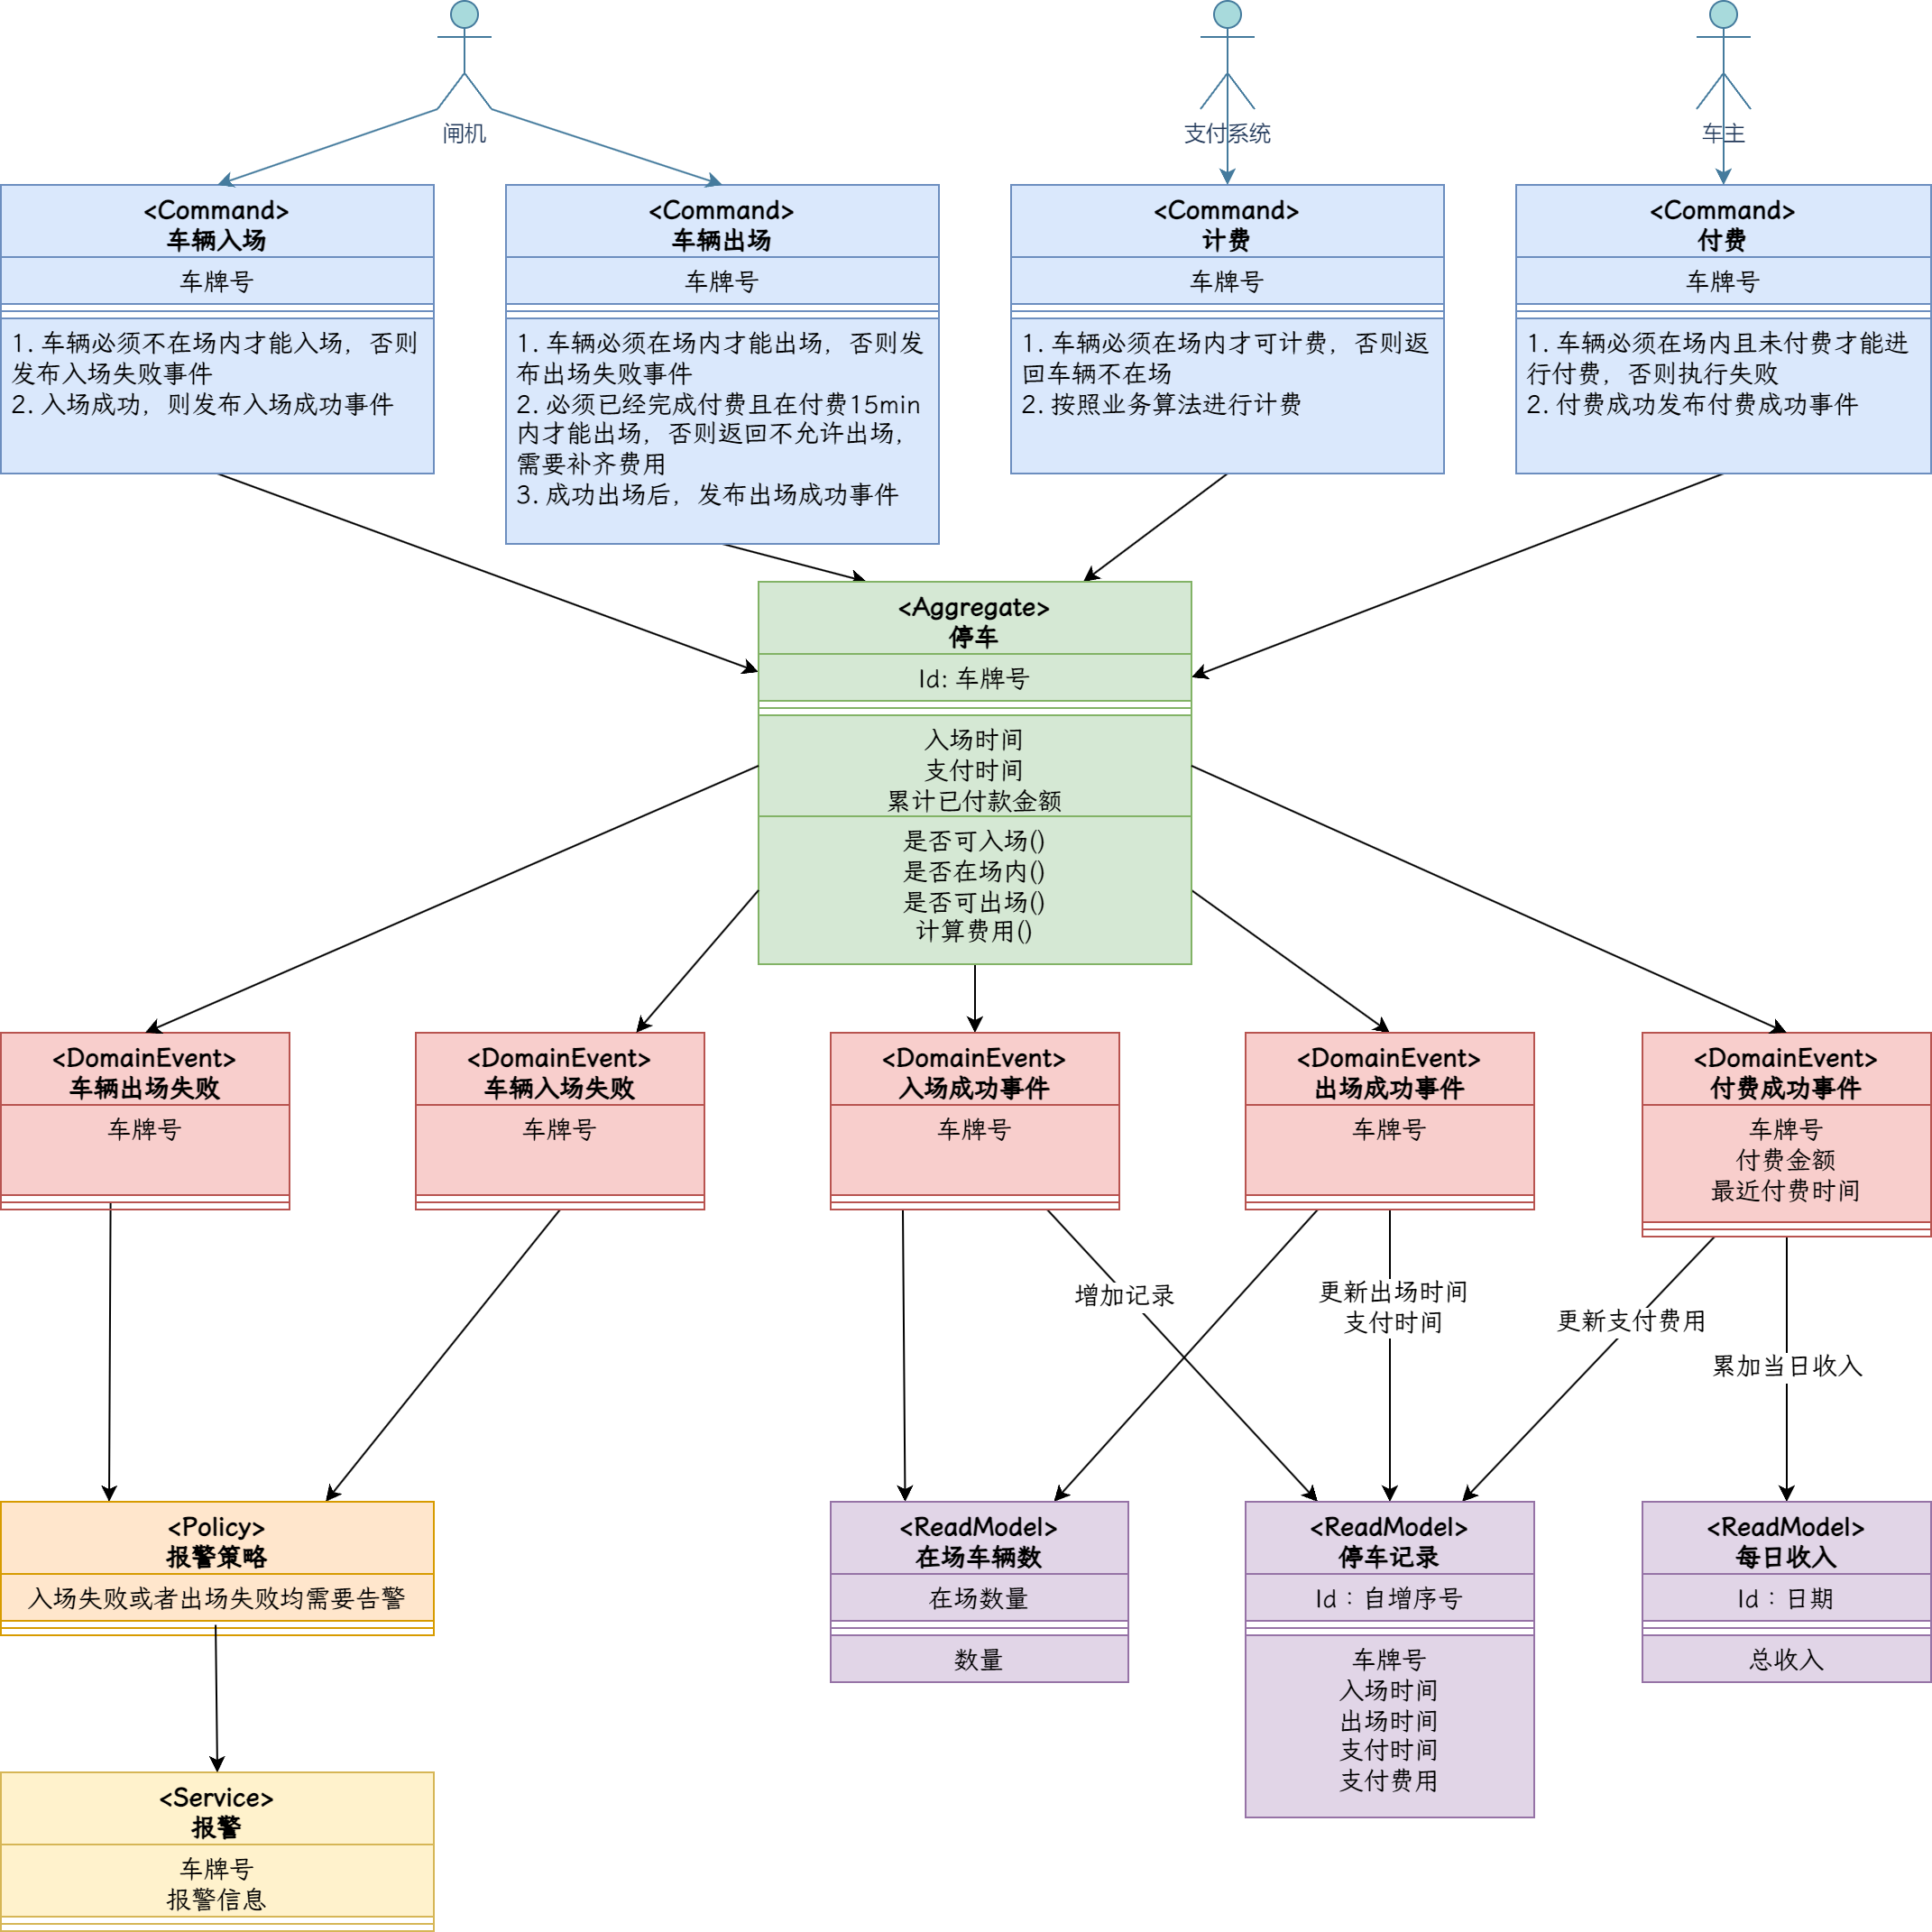 闸机
支付系统
车主
<Command>
车辆入场
车牌号
1. 车辆必须不在场内才能入场，否则
发布入场失败事件
2. 入场成功，则发布入场成功事件
<Command>
车辆出场
车牌号
1. 车辆必须在场内才能出场，否则发
布出场失败事件
2. 必须已经完成付费且在付费15min
内才能出场，否则返回不允许出场，
需要补齐费用
3. 成功出场后，发布出场成功事件
<Command>
计费
车牌号
1. 车辆必须在场内才可计费，否则返
回车辆不在场
2. 按照业务算法进行计费
<Command>
付费
车牌号
1. 车辆必须在场内且未付费才能进
行付费，否则执行失败
2. 付费成功发布付费成功事件
<Aggregate>
停车
Id: 车牌号
入场时间
支付时间
累计已付款金额
是否可入场()
是否在场内()
是否可出场()
计算费用()
<DomainEvent>
车辆出场失败
车牌号
<DomainEvent>
车辆入场失败
车牌号
<DomainEvent>
入场成功事件
车牌号
<DomainEvent>
出场成功事件
车牌号
<DomainEvent>
付费成功事件
车牌号
付费金额
最近付费时间
增加记录
更新出场时间
支付时间
更新支付费用
累加当日收入
<Policy>
报警策略
入场失败或者出场失败均需要告警
<ReadModel>
在场车辆数
在场数量
数量
<ReadModel>
停车记录
Id：自增序号
车牌号
入场时间
出场时间
支付时间
支付费用
<ReadModel>
每日收入
Id：日期
总收入
<Service>
报警
车牌号
报警信息